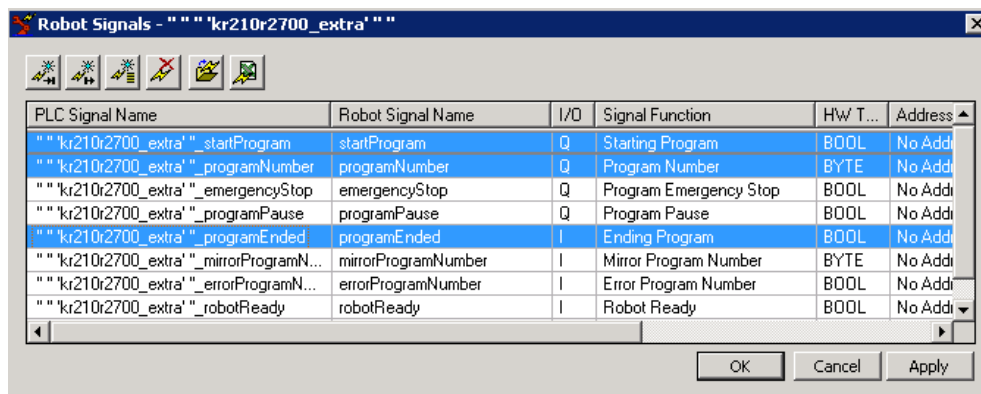 Robot Signals - " " " 'kr210r2700_extra' " "
PLC Signal Name Robot Signal Name I/O Signal Function HW T... Address
" " 'kr210r2700_extra' "_startProgram startProgram Q Starting Program BOOL No Addr
" " 'kr210r2700_extra' "_programNumber programNumber Q Program Number BYTE No Addr
" " 'kr210r2700_extra' "_emergencyStop emergencyStop Q Program Emergency Stop BOOL No Addr
" " 'kr210r2700_extra' "_programPause programPause Q Program Pause BOOL No Addr
" " 'kr210r2700_extra' "_programEnded programEnded I Ending Program BOOL No Addr
" " 'kr210r2700_extra' "_mirrorProgramN... mirrorProgramNumber I Mirror Program Number BYTE No Addr
" " 'kr210r2700_extra' "_errorProgramN... errorProgramNumber I Error Program Number BOOL No Addr
" " 'kr210r2700_extra' "_robotReady robotReady I Robot Ready BOOL No Addr
OK Cancel Apply